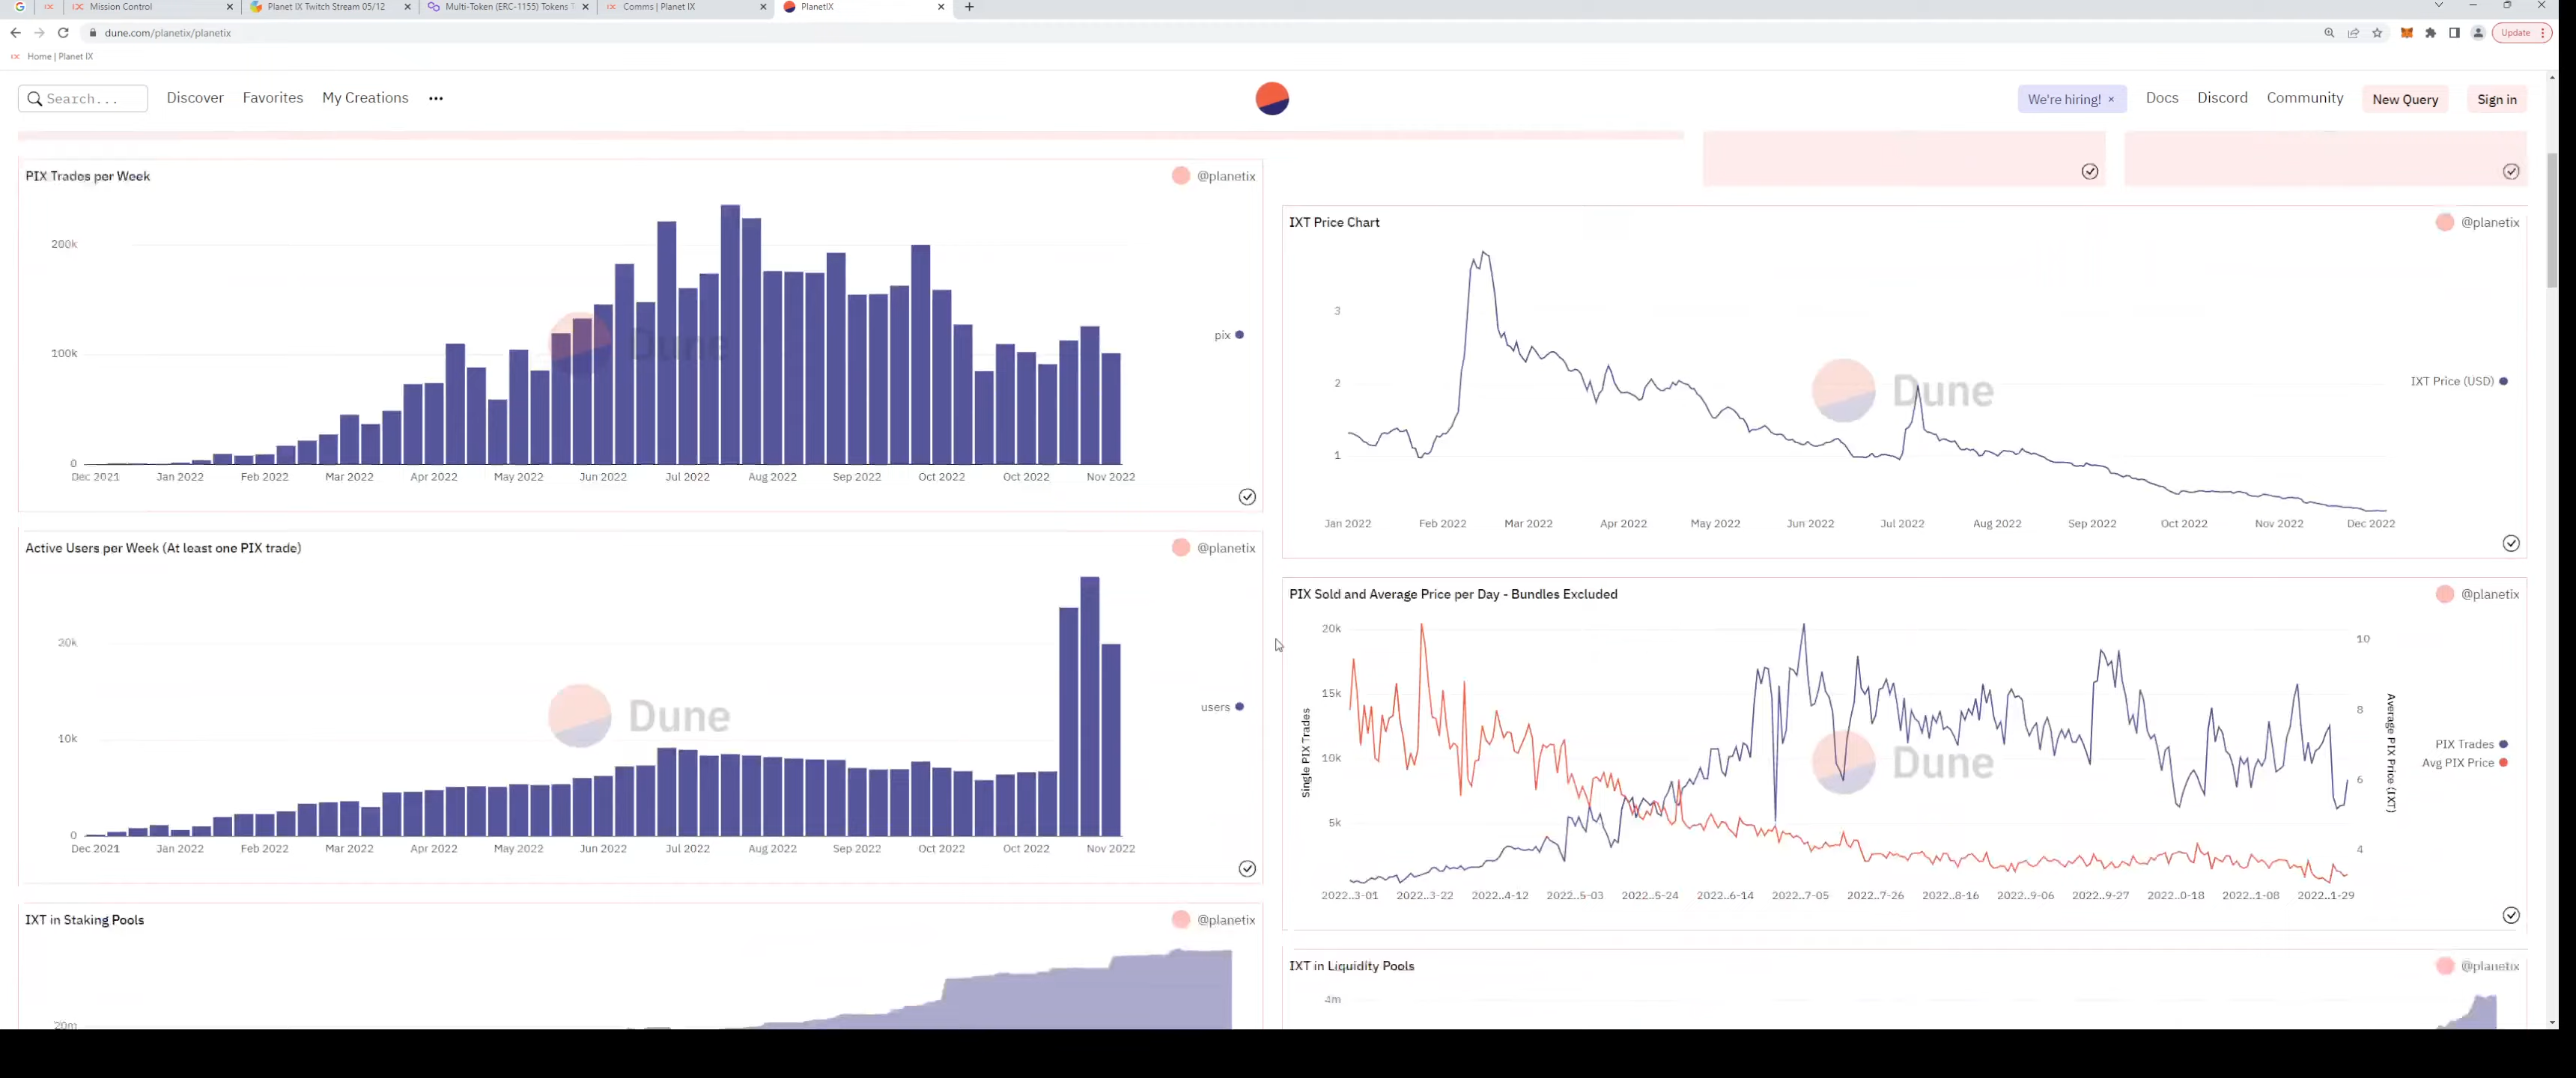 Mission Control
Planet IX Twitch Stream 05/12
Multi-Token (ERC-1155) Tokens
Comms | Planet IX
PlanetIX
dune.com/planetix/planetix
Update
Home | Planet IX
Search...
Discover
Favorites
My Creations
We're hiring! ×
Docs
Discord
Community
New Query
Sign in
PIX Trades per Week
@planetix
200k
100k
0
pix
Dune
Dec 2021 Jan 2022 Feb 2022 Mar 2022 Apr 2022 May 2022 Jun 2022 Jul 2022 Aug 2022 Sep 2022 Oct 2022 Oct 2022 Nov 2022
IXT Price Chart
@planetix
3
2
1
IXT Price (USD)
Dune
Jan 2022 Feb 2022 Mar 2022 Apr 2022 May 2022 Jun 2022 Jul 2022 Aug 2022 Sep 2022 Oct 2022 Nov 2022 Dec 2022
Active Users per Week (At least one PIX trade)
@planetix
20k
10k
0
users
Dune
Dec 2021 Jan 2022 Feb 2022 Mar 2022 Apr 2022 May 2022 Jun 2022 Jul 2022 Aug 2022 Sep 2022 Oct 2022 Oct 2022 Nov 2022
PIX Sold and Average Price per Day - Bundles Excluded
@planetix
20k
15k
10k
5k
Single PIX Trades
10
8
6
4
Average PIX Price (IXT)
PIX Trades
Avg PIX Price
Dune
2022..3-01 2022..3-22 2022..4-12 2022..5-03 2022..5-24 2022..6-14 2022..7-05 2022..7-26 2022..8-16 2022..9-06 2022..9-27 2022..0-18 2022..1-08 2022..1-29
IXT in Staking Pools
@planetix
20m
IXT in Liquidity Pools
@planetix
4m